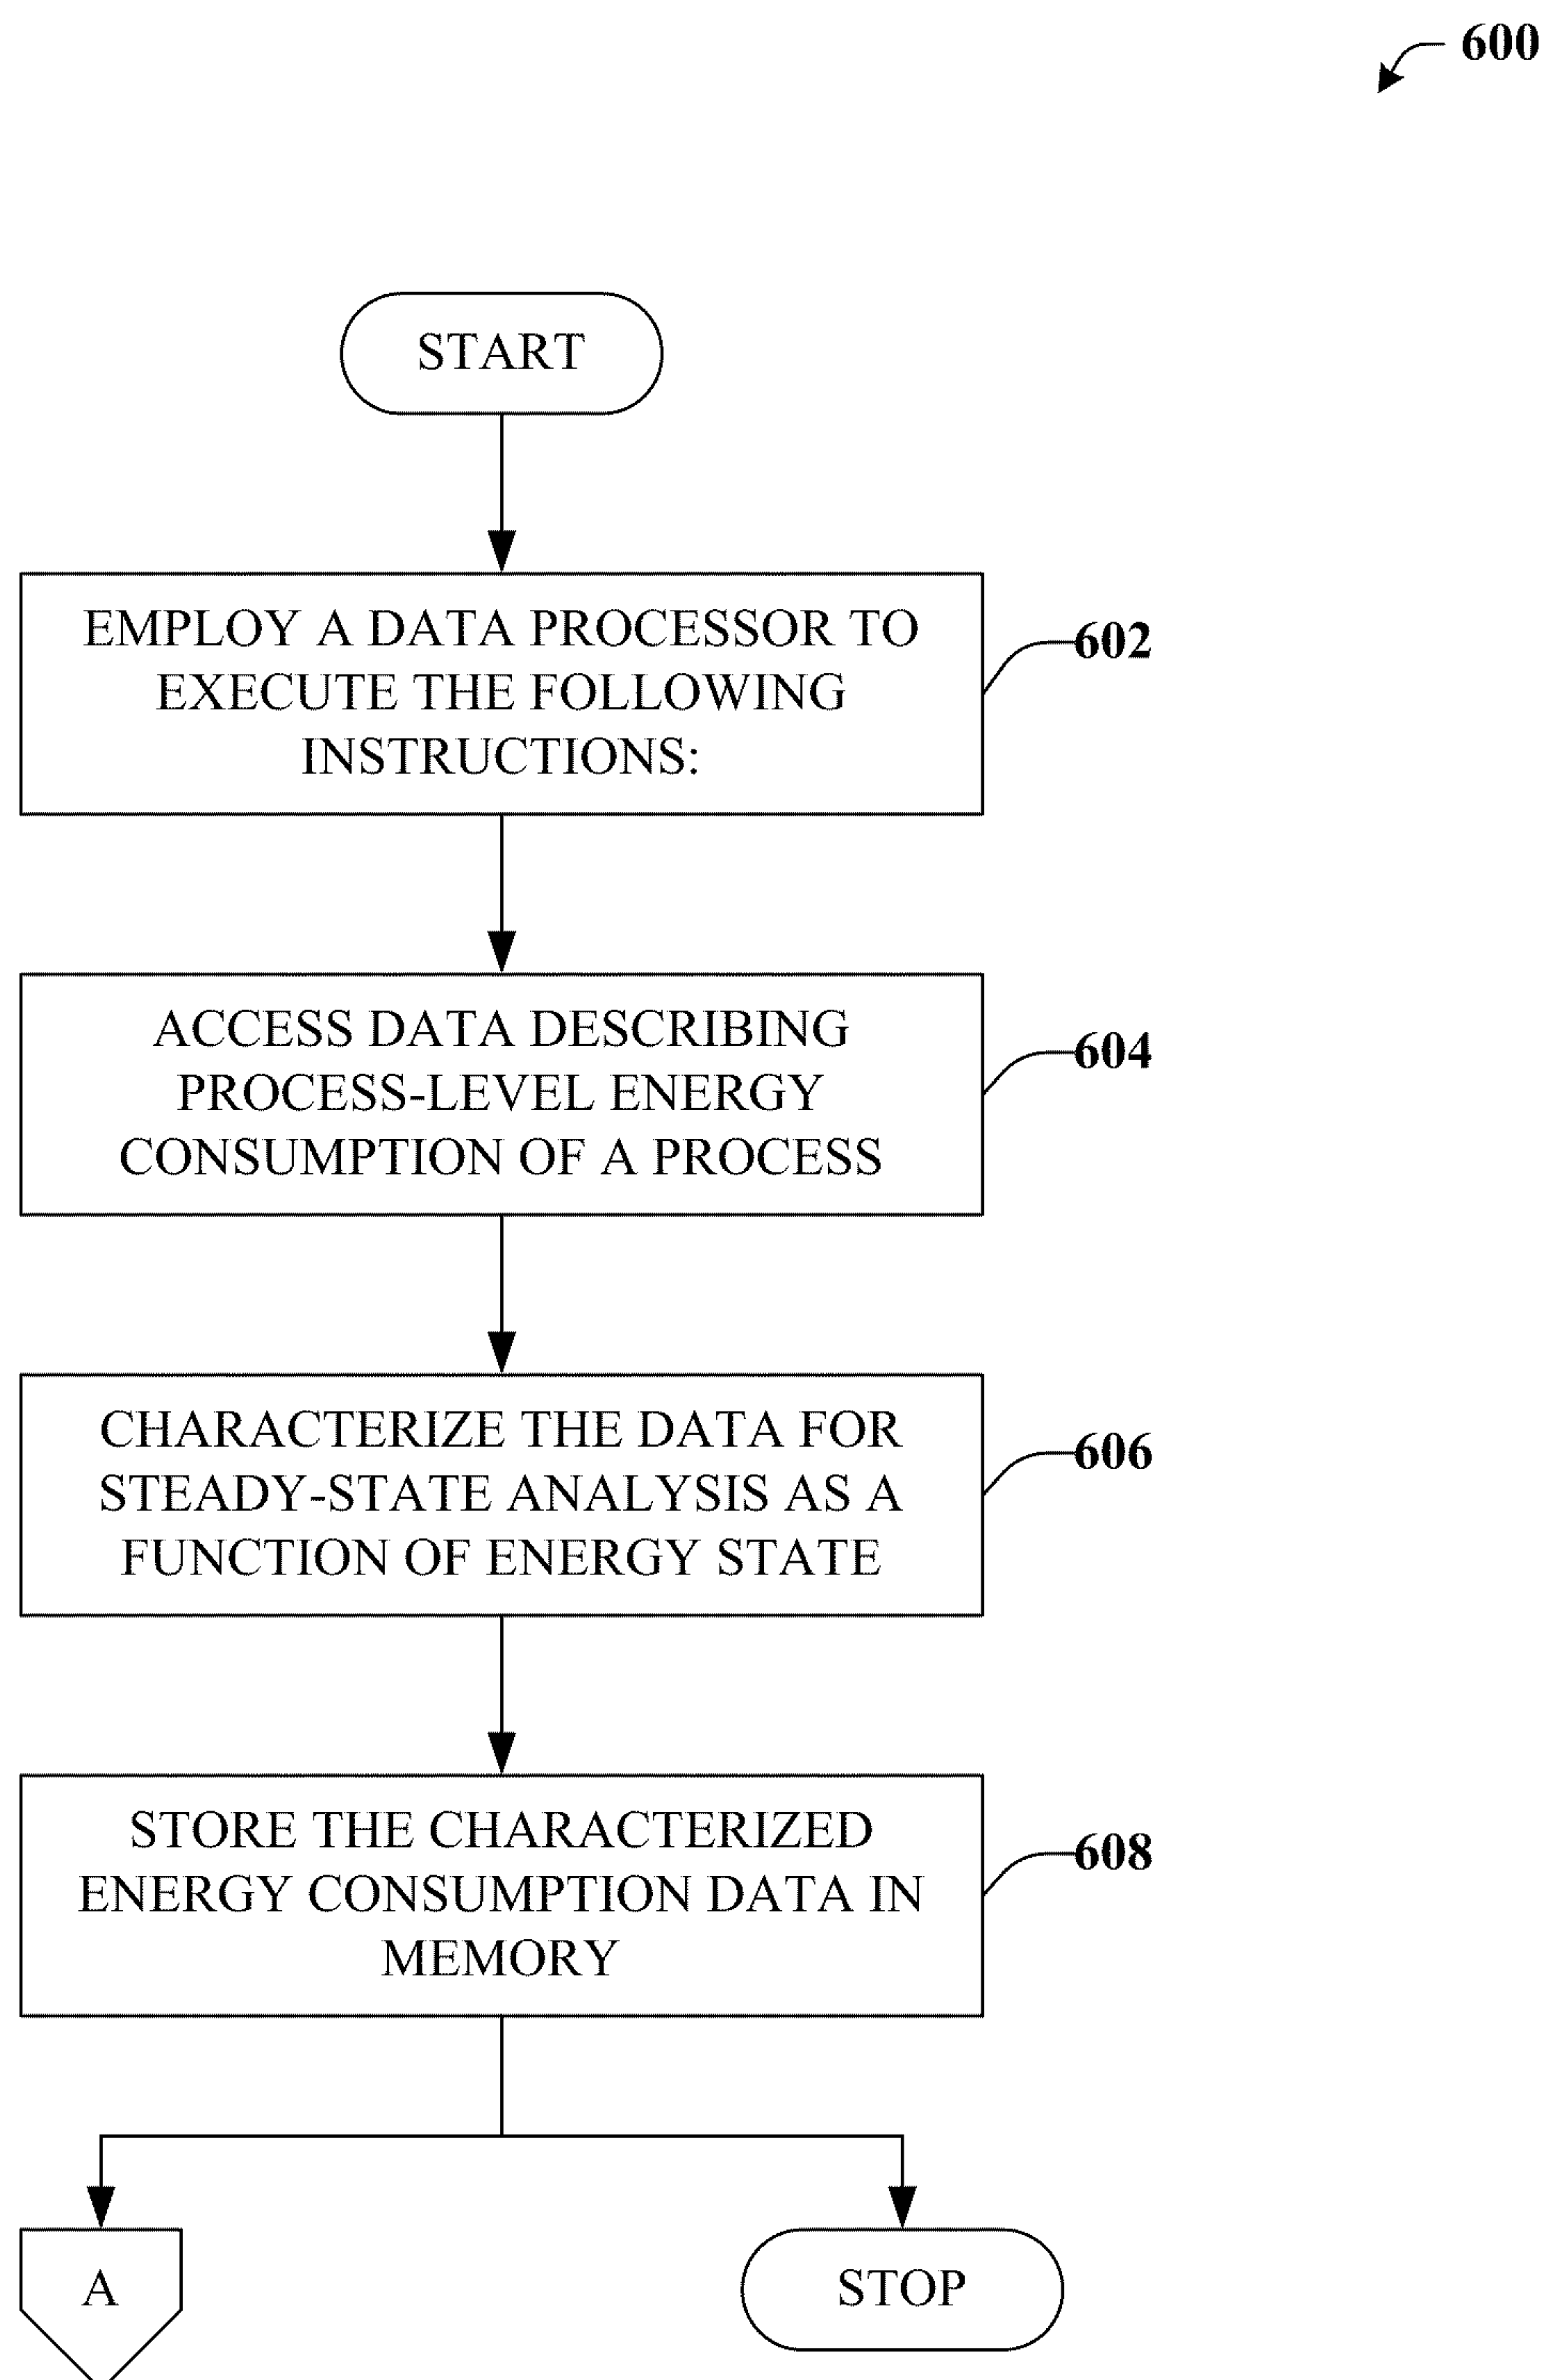 600
START
EMPLOY A DATA PROCESSOR TO
EXECUTE THE FOLLOWING
INSTRUCTIONS:
602
ACCESS DATA DESCRIBING
PROCESS-LEVEL ENERGY
CONSUMPTION OF A PROCESS
604
CHARACTERIZE THE DATA FOR
STEADY-STATE ANALYSIS AS A
FUNCTION OF ENERGY STATE
606
STORE THE CHARACTERIZED
ENERGY CONSUMPTION DATA IN
MEMORY
608
A
STOP